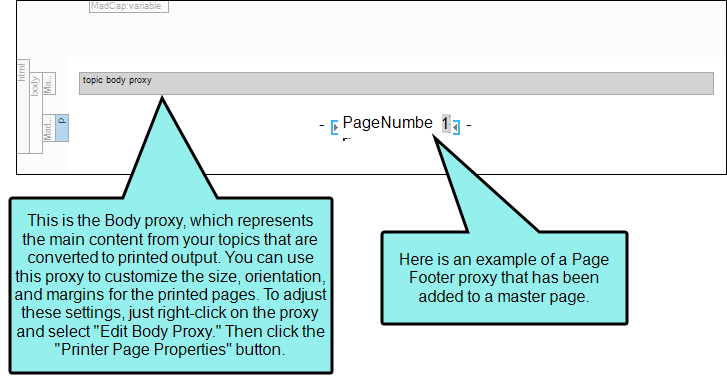 MadCap:variable
html
body
Ma...
topic body proxy
Mad...
p
- PageNumbe 1 -
r:
This is the Body proxy, which represents
the main content from your topics that are
converted to printed output. You can use
this proxy to customize the size, orientation,
and margins for the printed pages. To adjust
these settings, just right-click on the proxy
and select "Edit Body Proxy." Then click the
"Printer Page Properties" button.
Here is an example of a Page
Footer proxy that has been
added to a master page.